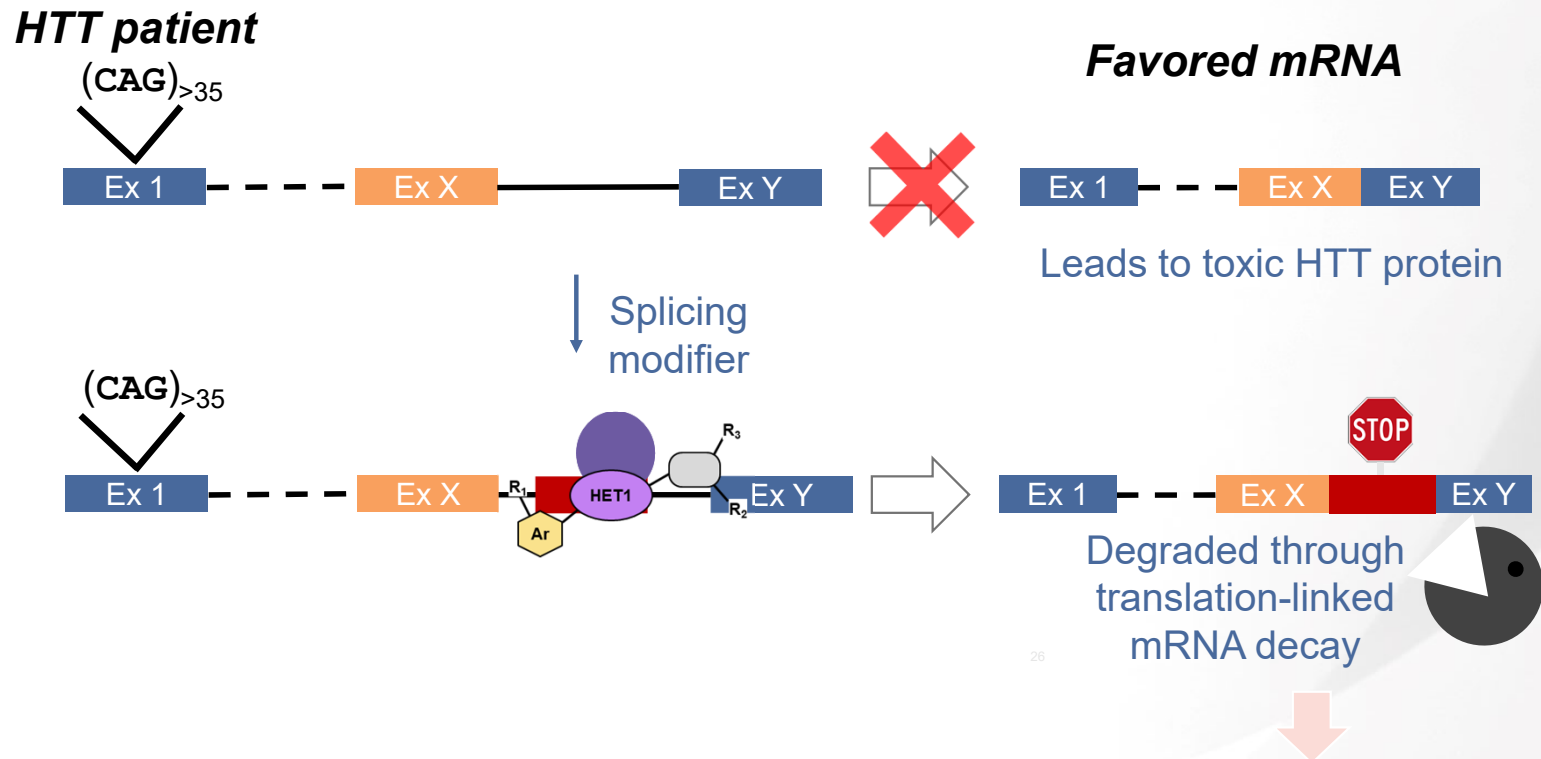 HTT patient
(CAG)>35
Favored mRNA
Ex 1 Ex X Ex Y Ex 1 Ex X Ex Y
Leads to toxic HTT protein
Splicing
modifier
(CAG)>35
STOP
R3
Ex 1 Ex X R1 HET1 R2 Ex Y Ex 1 Ex X Ex Y
Ar
Degraded through
translation-linked
mRNA decay
26